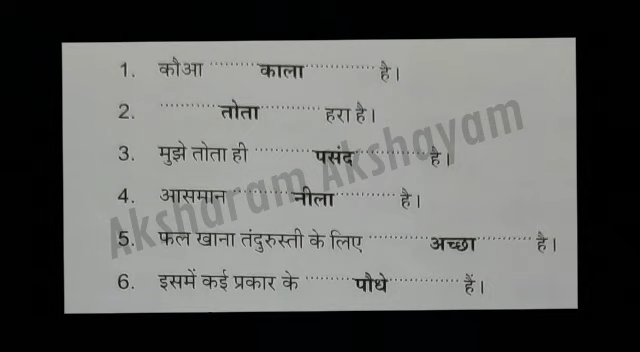 1. कौआ ············ काला ················ है।
2. ··············· तोता ················ हरा है।
3. मुझे तोता ही ··············· पसंद ·················· है।
4. आसमान ··············· नीला ··············· है।
5. फल खाना तंदुरुस्ती के लिए ··············· अच्छा ··············· है।
6. इसमें कई प्रकार के ············ पौधे ··················· हैं।
Aksharam Akshayam